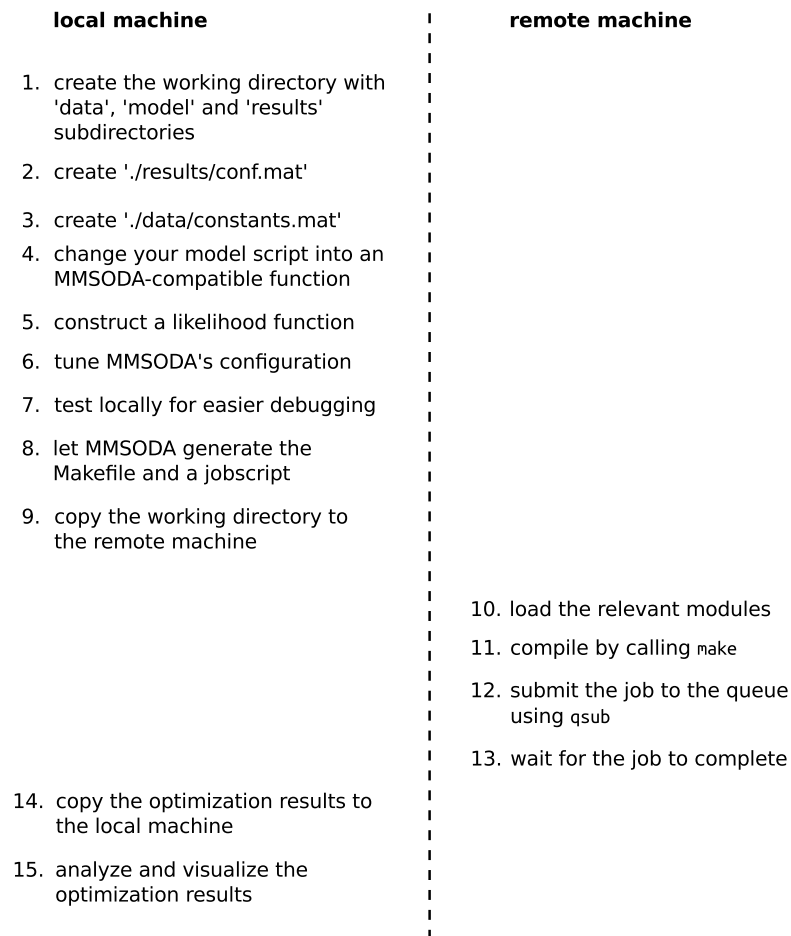 local machine
remote machine
1. create the working directory with
'data', 'model' and 'results'
subdirectories
2. create './results/conf.mat'
3. create './data/constants.mat'
4. change your model script into an
MMSODA-compatible function
5. construct a likelihood function
6. tune MMSODA's configuration
7. test locally for easier debugging
8. let MMSODA generate the
Makefile and a jobscript
9. copy the working directory to
the remote machine
10. load the relevant modules
11. compile by calling make
12. submit the job to the queue
using qsub
13. wait for the job to complete
14. copy the optimization results to
the local machine
15. analyze and visualize the
optimization results